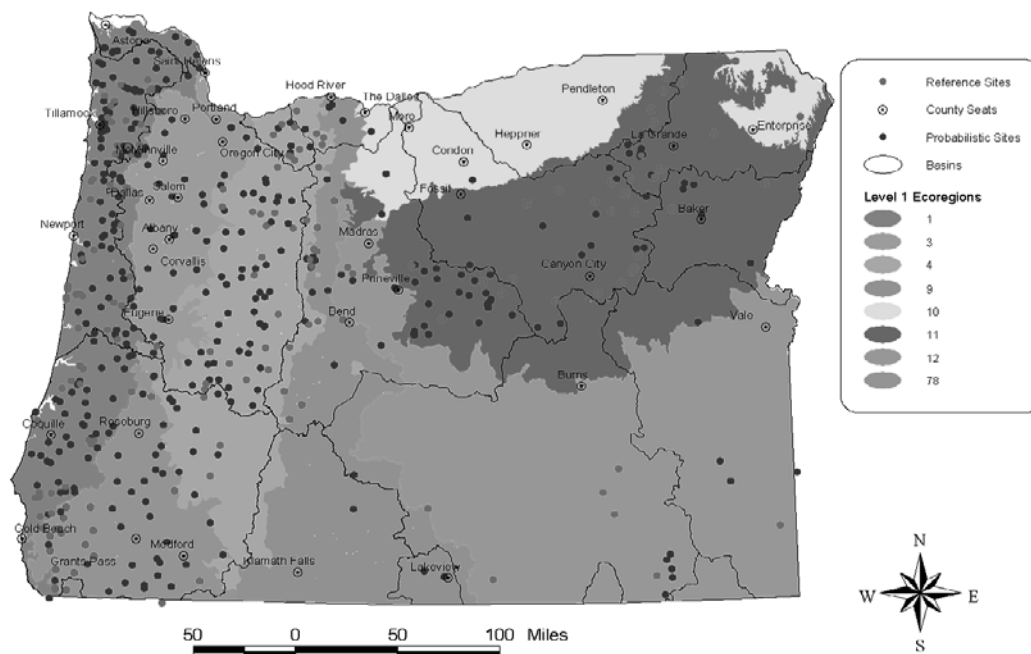 Astoria
Saint Helens
Hood River
The Dalles
Pendleton
Tillamook
Hillsboro
Portland
Moro
La Grande
Enterprise
McMinnville
Oregon City
Heppner
Condon
Dallas
Salem
Fossil
Newport
Albany
Madras
Baker
Corvallis
Canyon City
Prineville
Eugene
Bend
Vale
Burns
Coquille
Roseburg
Gold Beach
Grants Pass
Medford
Klamath Falls
Lakeview
Reference Sites
County Seats
Probabilistic Sites
Basins
Level 1 Ecoregions
1
3
4
9
10
11
12
78
N
W E
S
50 0 50 100 Miles